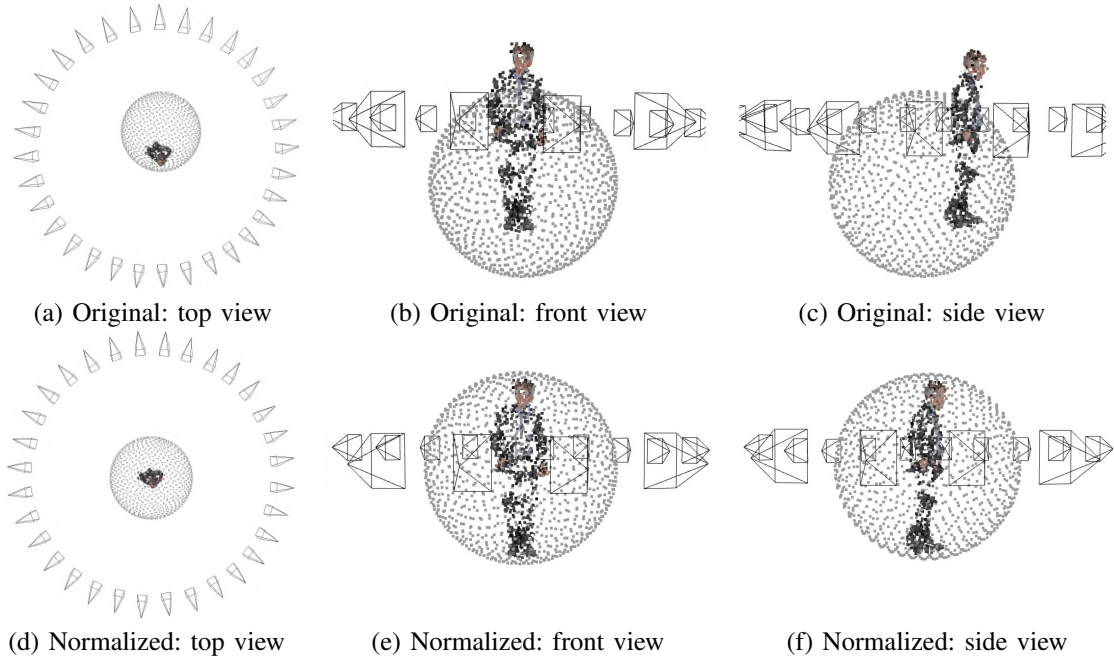 (a) Original: top view
(b) Original: front view
(c) Original: side view
(d) Normalized: top view
(e) Normalized: front view
(f) Normalized: side view